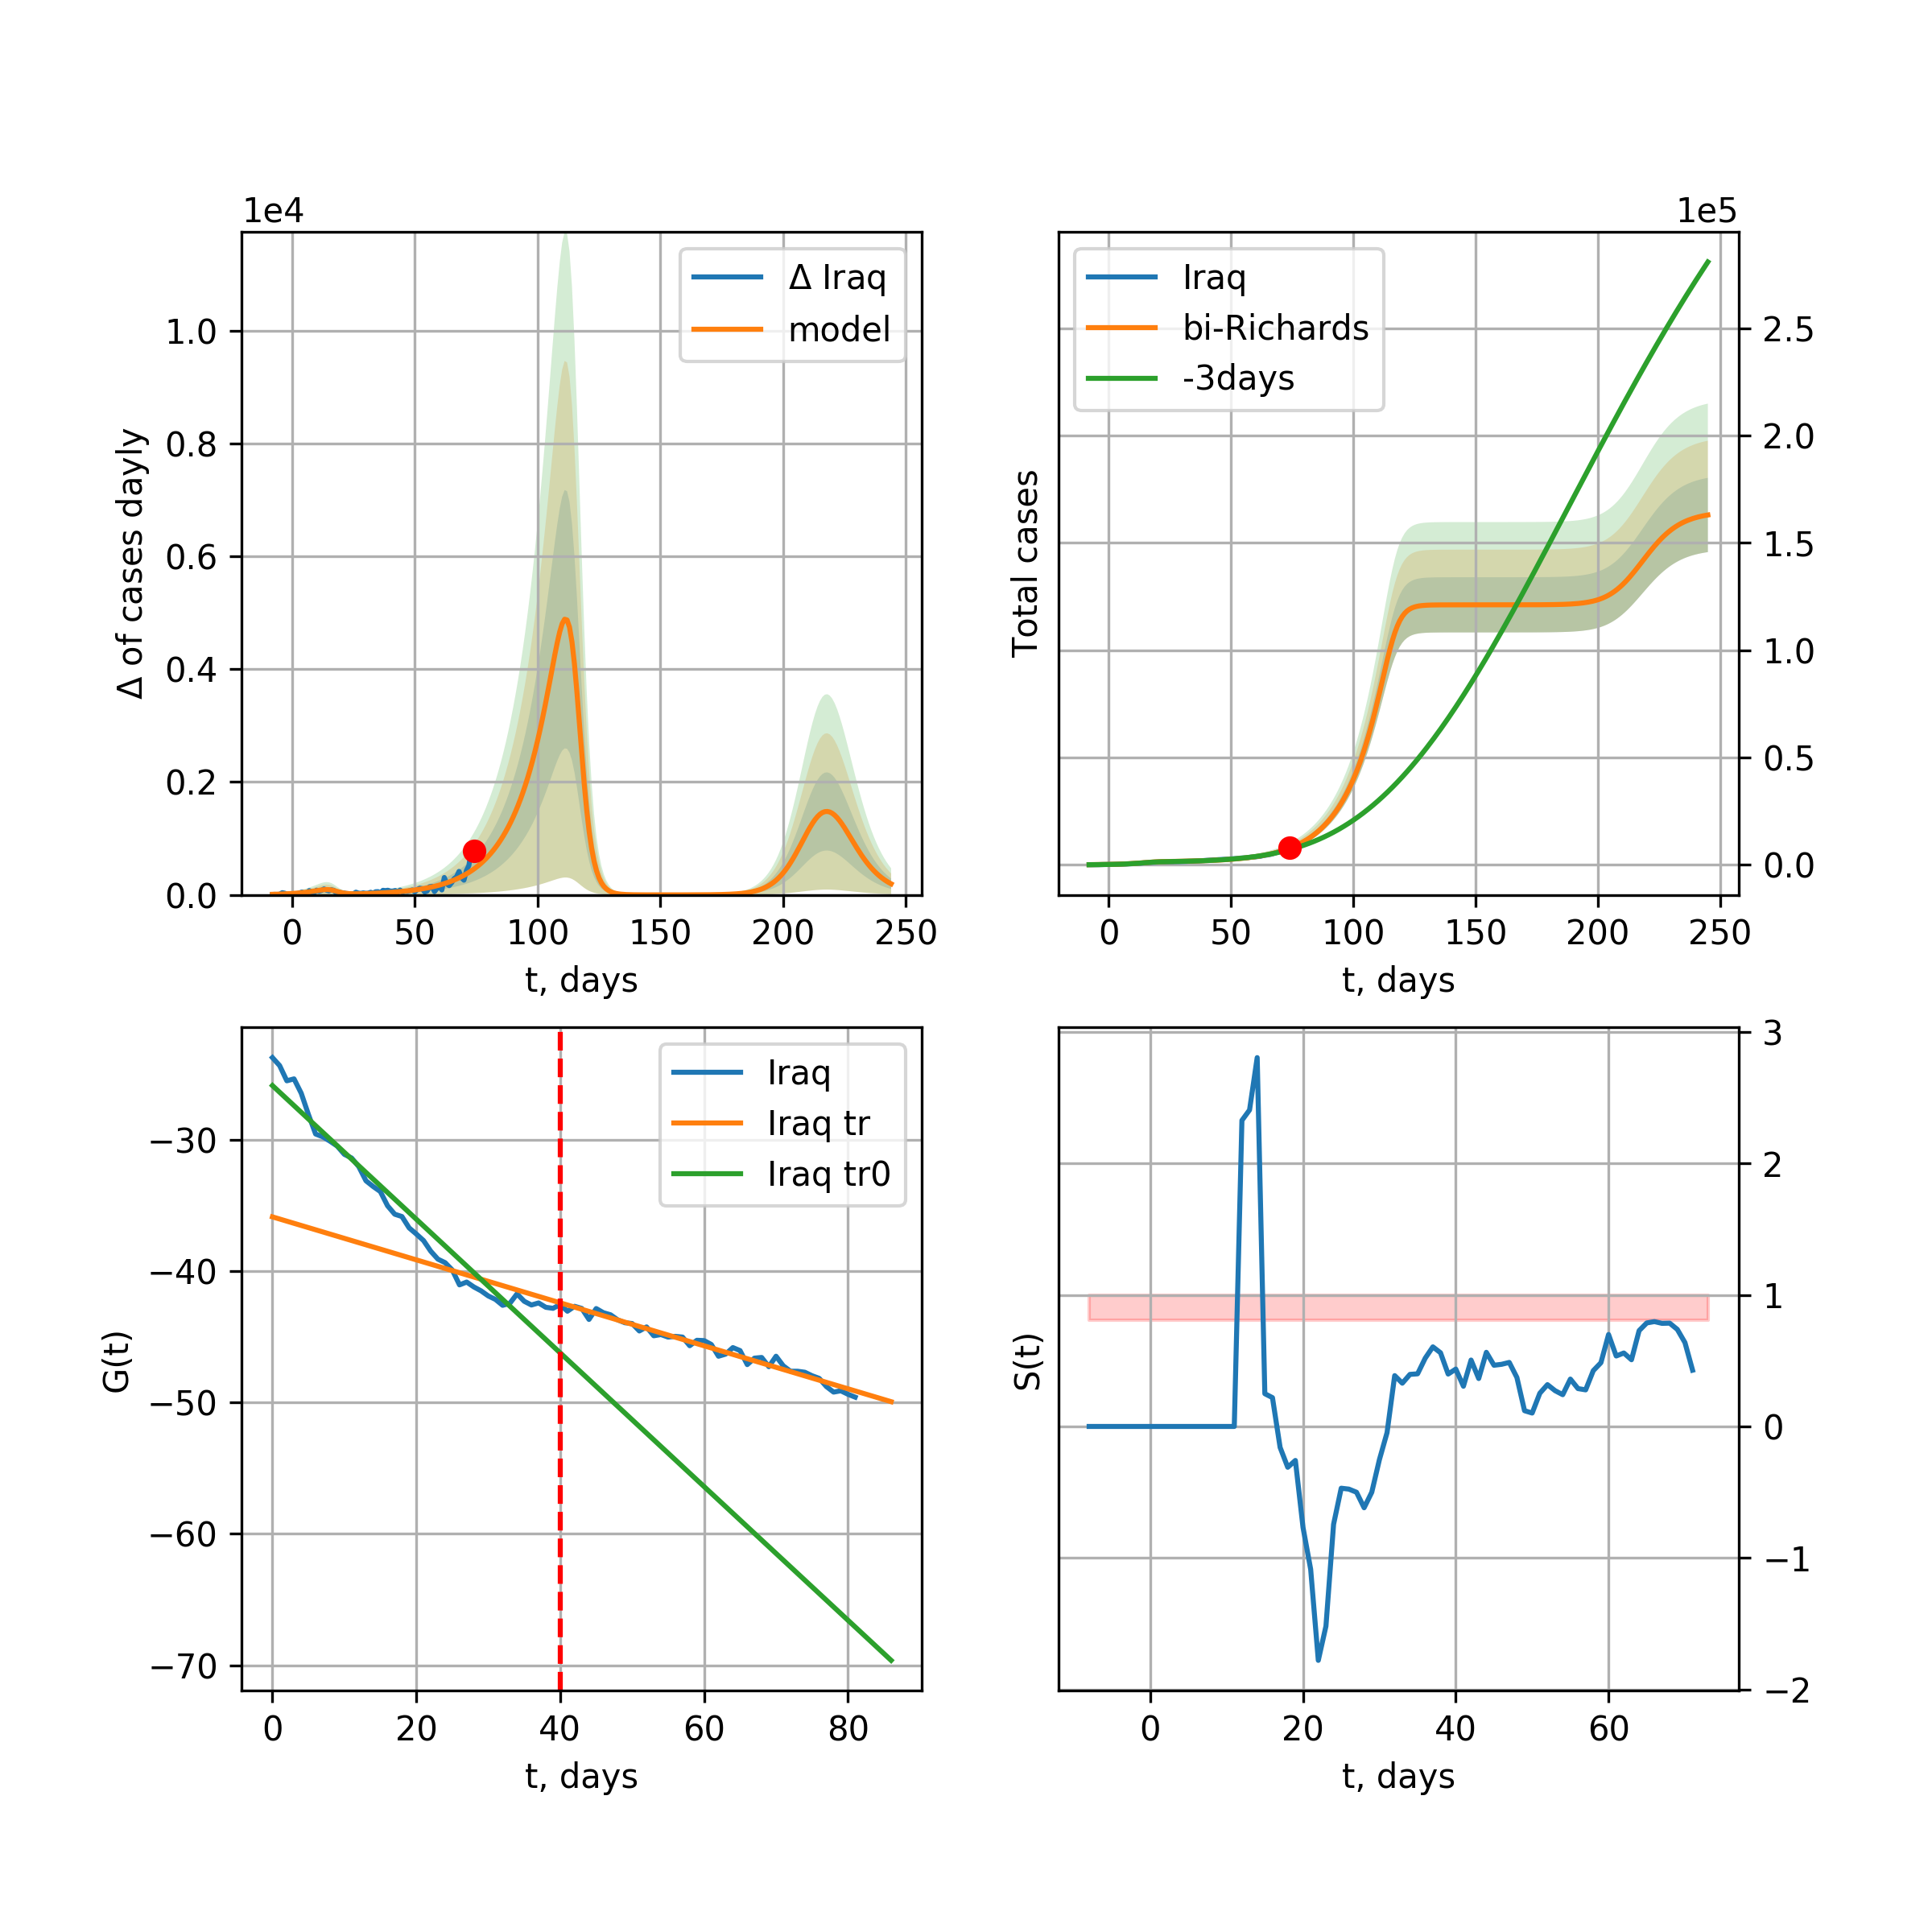 1e4
Δ Iraq
model
1.0
0.8
0.6
0.4
0.2
0.0
Δ of cases dayly
0
50
100
150
200
250
t, days
1e5
Iraq
bi-Richards
-3days
Total cases
2.5
2.0
1.5
1.0
0.5
0.0
0
50
100
150
200
250
t, days
Iraq
Iraq tr
Iraq tr0
G(t)
−30
−40
−50
−60
−70
0
20
40
60
80
t, days
S(t)
3
2
1
0
−1
−2
0
20
40
60
t, days